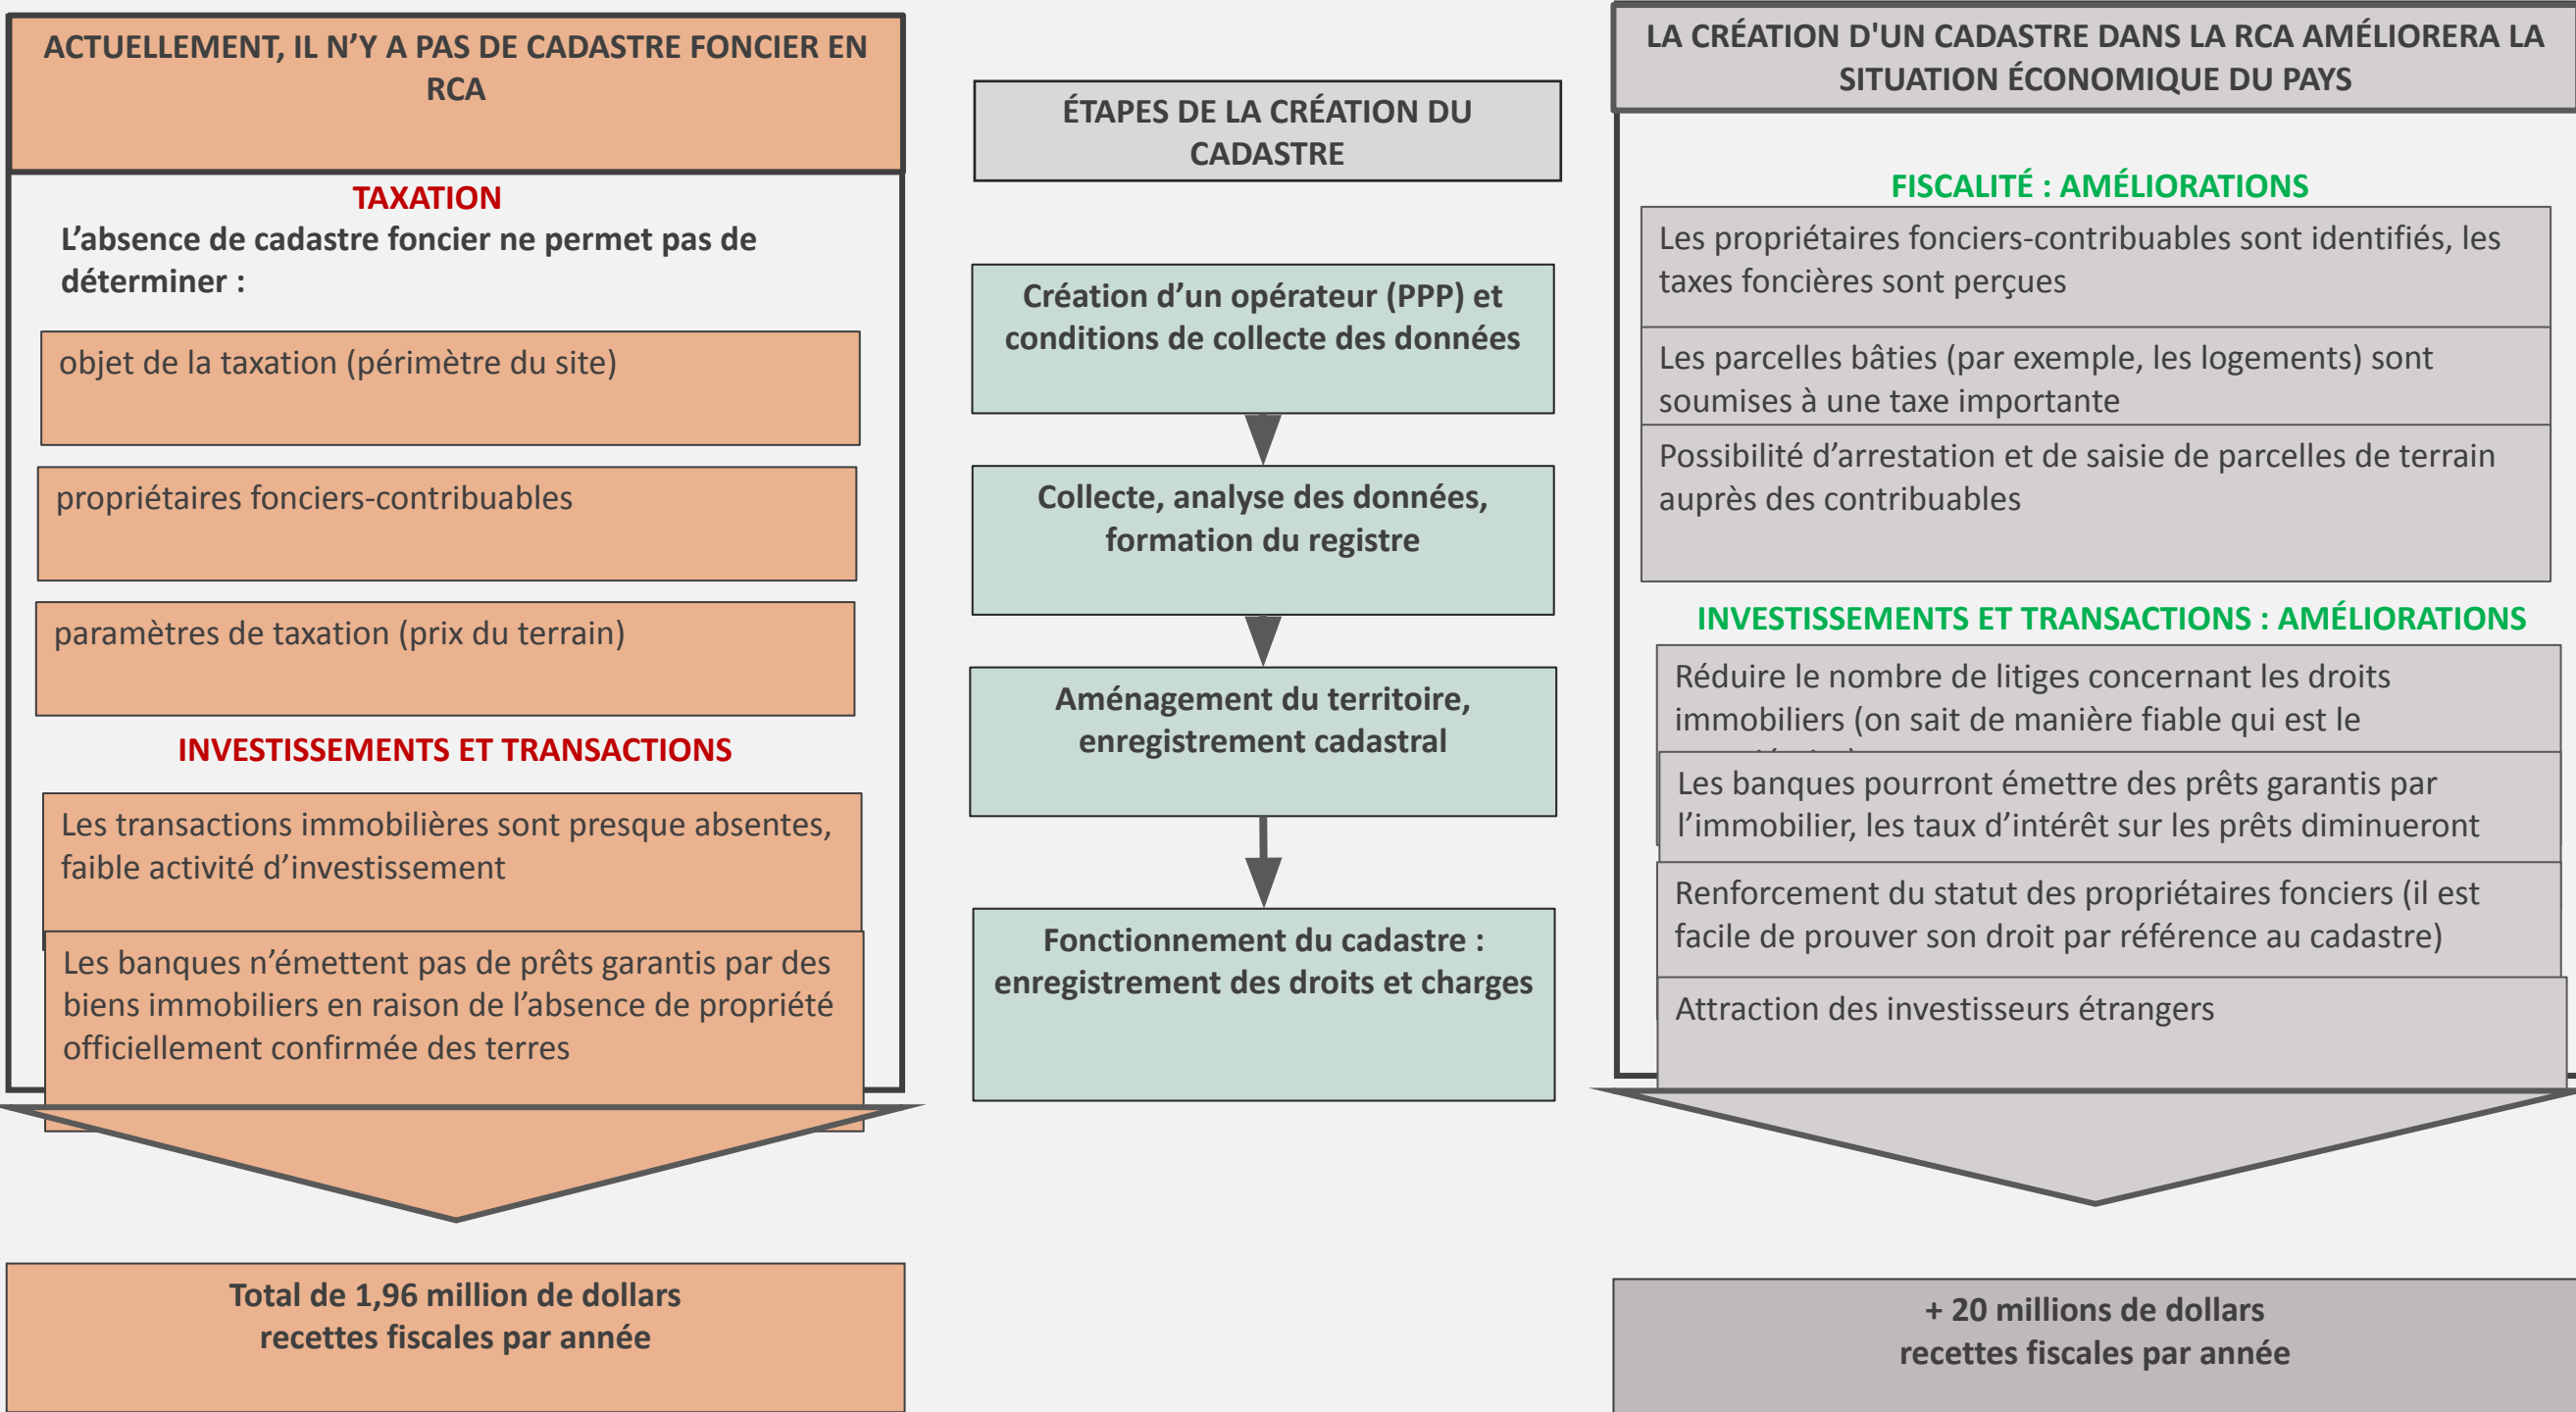 ACTUELLEMENT, IL N’Y A PAS DE CADASTRE FONCIER EN
RCA
TAXATION
L’absence de cadastre foncier ne permet pas de
déterminer :
objet de la taxation (périmètre du site)
propriétaires fonciers-contribuables
paramètres de taxation (prix du terrain)
INVESTISSEMENTS ET TRANSACTIONS
Les transactions immobilières sont presque absentes,
faible activité d’investissement
Les banques n’émettent pas de prêts garantis par des
biens immobiliers en raison de l’absence de propriété
officiellement confirmée des terres
Total de 1,96 million de dollars
recettes fiscales par année
ÉTAPES DE LA CRÉATION DU
CADASTRE
Création d’un opérateur (PPP) et
conditions de collecte des données
Collecte, analyse des données,
formation du registre
Aménagement du territoire,
enregistrement cadastral
Fonctionnement du cadastre :
enregistrement des droits et charges
LA CRÉATION D'UN CADASTRE DANS LA RCA AMÉLIORERA LA
SITUATION ÉCONOMIQUE DU PAYS
FISCALITÉ : AMÉLIORATIONS
Les propriétaires fonciers-contribuables sont identifiés, les
taxes foncières sont perçues
Les parcelles bâties (par exemple, les logements) sont
soumises à une taxe importante
Possibilité d’arrestation et de saisie de parcelles de terrain
auprès des contribuables
INVESTISSEMENTS ET TRANSACTIONS : AMÉLIORATIONS
Réduire le nombre de litiges concernant les droits
immobiliers (on sait de manière fiable qui est le
Les banques pourront émettre des prêts garantis par
l’immobilier, les taux d’intérêt sur les prêts diminueront
Renforcement du statut des propriétaires fonciers (il est
facile de prouver son droit par référence au cadastre)
Attraction des investisseurs étrangers
+ 20 millions de dollars
recettes fiscales par année